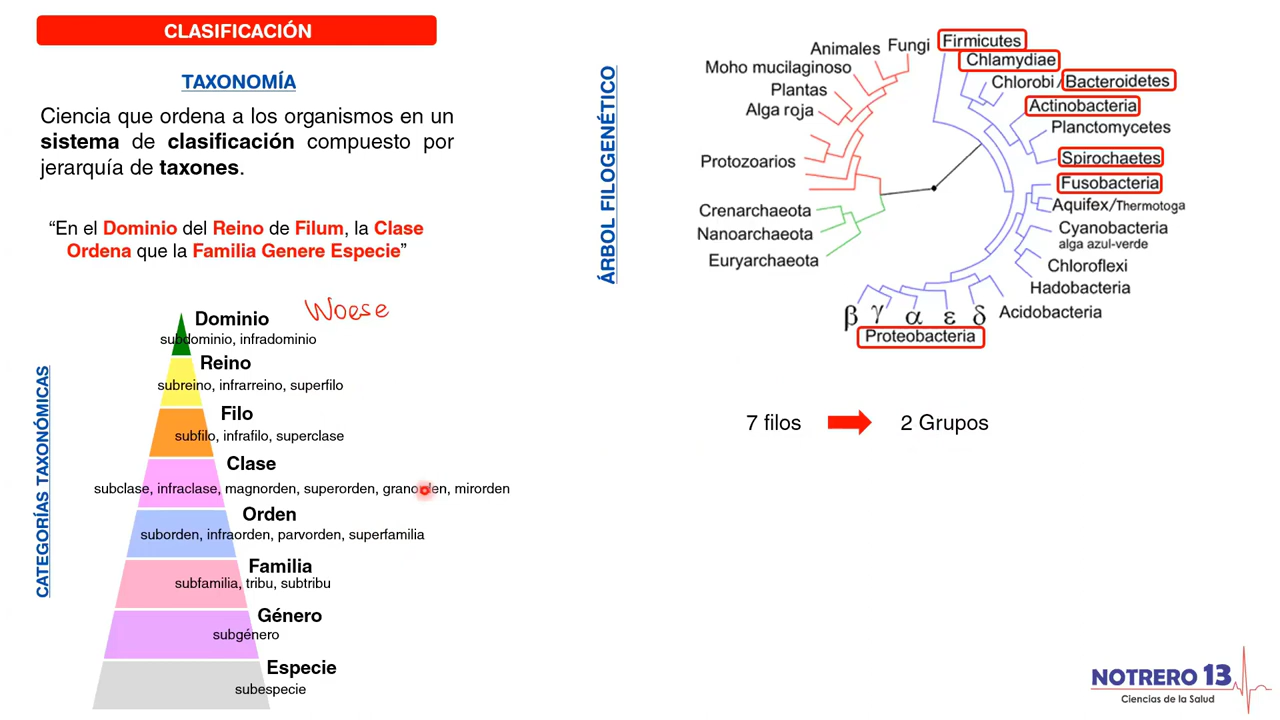 CLASIFICACIÓN
TAXONOMÍA
Ciencia que ordena a los organismos en un
sistema de clasificación compuesto por
jerarquía de taxones.
“En el Dominio del Reino de Filum, la Clase
Ordena que la Familia Genere Especie”
Woese
CATEGORÍAS TAXONÓMICAS
Dominio
subdominio, infradominio
Reino
subreino, infrarreino, superfilo
Filo
subfilo, infrafilo, superclase
Clase
subclase, infraclase, magnorden, superorden, granorden, mirorden
Orden
suborden, infraorden, parvorden, superfamilia
Familia
subfamilia, tribu, subtribu
Género
subgénero
Especie
subespecie
ÁRBOL FILOGENÉTICO
Animales
Fungi
Firmicutes
Moho mucilaginoso
Chlamydiae
Plantas
Chlorobi/Bacteroidetes
Alga roja
Actinobacteria
Planctomycetes
Protozoarios
Spirochaetes
Fusobacteria
Crenarchaeota
Aquifex/Thermotoga
Nanoarchaeota
Cyanobacteria
alga azul-verde
Euryarchaeota
Chloroflexi
Hadobacteria
Acidobacteria
β γ α ε δ
Proteobacteria
7 filos
2 Grupos
NOTRERO 13
Ciencias de la Salud